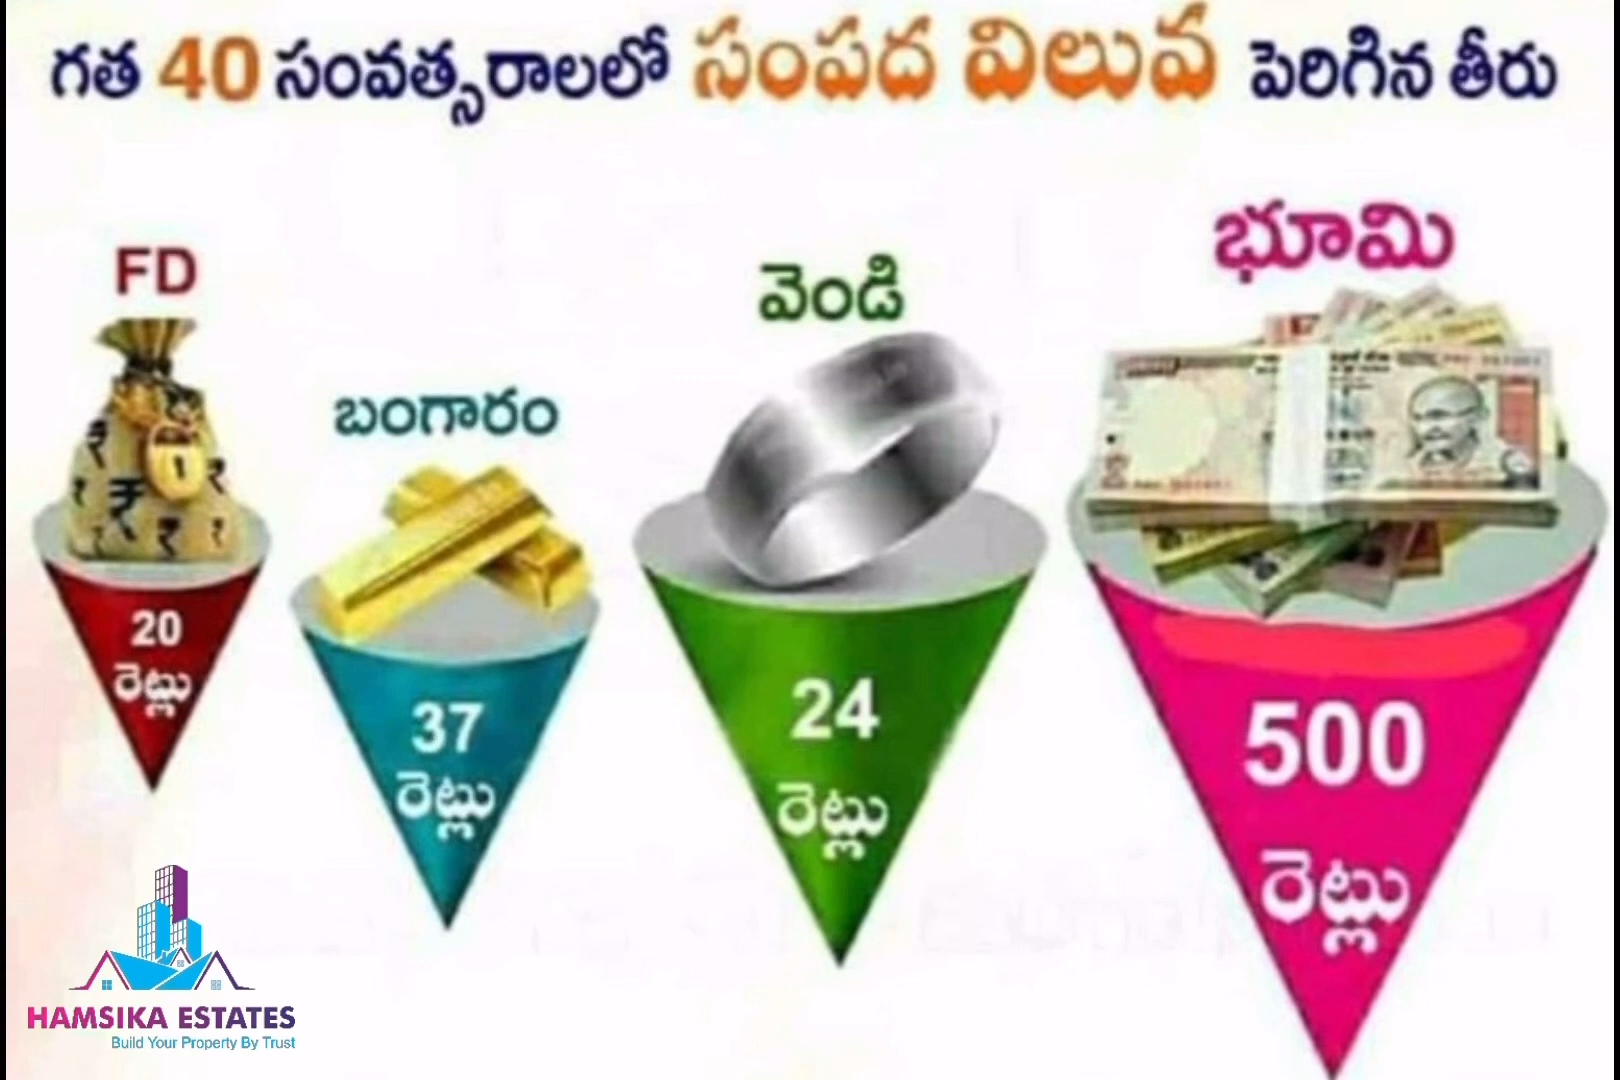 గత 40 సంవత్సరాలలో సంపద విలువ పెరిగిన తీరు
FD
20
రెట్లు
బంగారం
37
రెట్లు
వెండి
24
రెట్లు
భూమి
500
రెట్లు
HAMSIKA ESTATES
Build Your Property By Trust